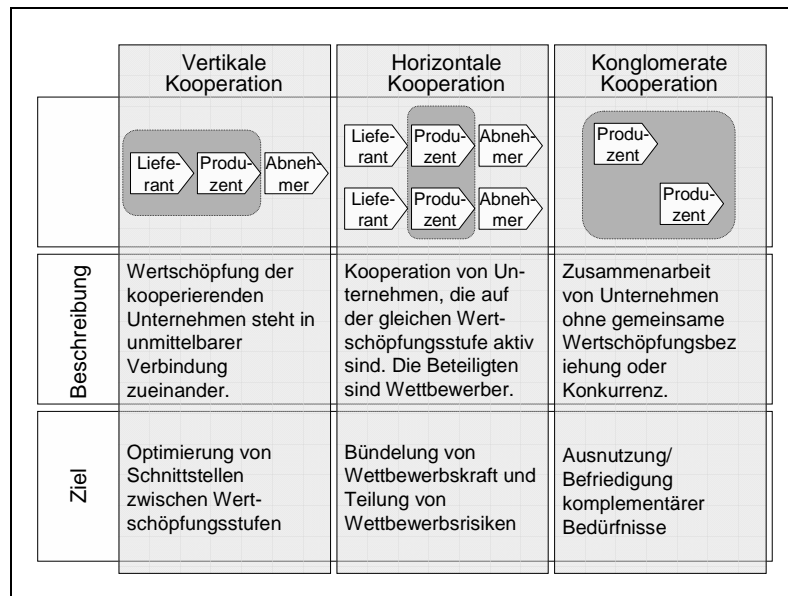 Vertikale
Kooperation
Horizontale
Kooperation
Konglomerate
Kooperation
Liefe-
rant
Produ-
zent
Abneh-
mer
Liefe-
rant
Produ-
zent
Abneh-
mer
Liefe-
rant
Produ-
zent
Abneh-
mer
Produ-
zent
Produ-
zent
Beschreibung
Wertschöpfung der
kooperierenden
Unternehmen steht in
unmittelbarer
Verbindung
zueinander.
Kooperation von Un-
ternehmen, die auf
der gleichen Wert-
schöpfungsstufe aktiv
sind. Die Beteiligten
sind Wettbewerber.
Zusammenarbeit
von Unternehmen
ohne gemeinsame
Wertschöpfungsbez
iehung oder
Konkurrenz.
Ziel
Optimierung von
Schnittstellen
zwischen Wert-
schöpfungsstufen
Bündelung von
Wettbewerbskraft und
Teilung von
Wettbewerbsrisiken
Ausnutzung/
Befriedigung
komplementärer
Bedürfnisse